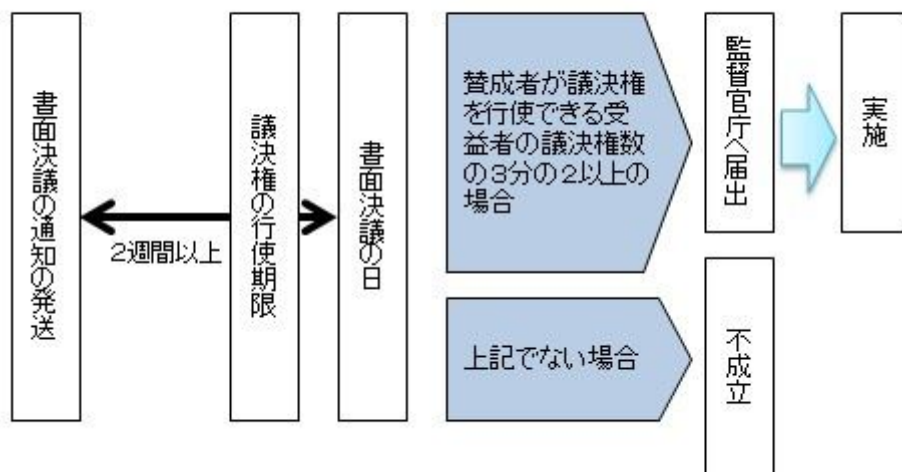 書面決議の通知の発送
2週間以上
議決権の行使期限
書面決議の日
賛成者が議決権
を行使できる受
益者の議決権数
の3分の2以上の
場合
監督官庁へ届出
実施
上記でない場合
不成立